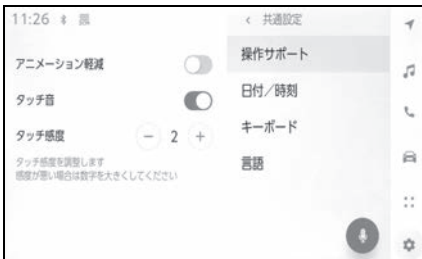 11:26
アニメーション軽減
タッチ音
タッチ感度
2
タッチ感度を調整します
感度が悪い場合は数字を大きくしてください
共通設定
操作サポート
日付／時刻
キーボード
言語